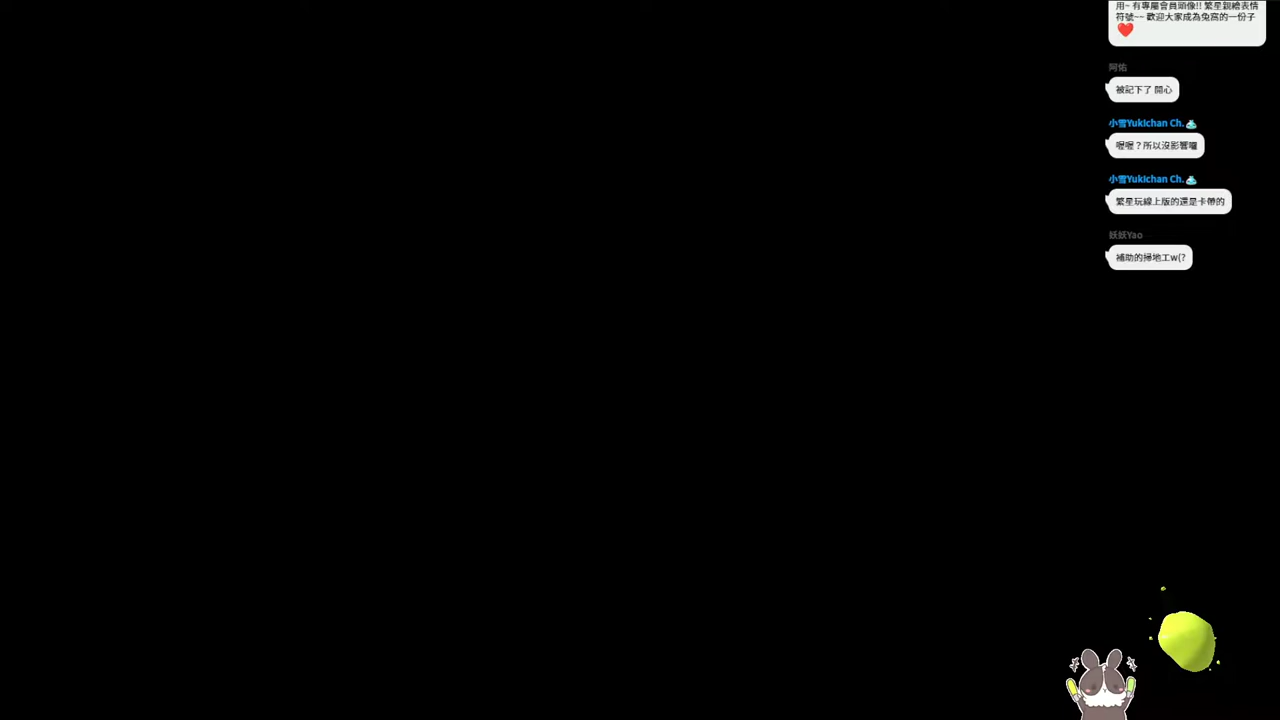 用~ 有專屬會員頭像!! 繁星親繪表情
符號~~ 歡迎大家成為兔窩的一份子
❤️
阿佑
被記下了 開心
小雪Yukichan Ch.
喔喔？所以沒影響囉
小雪Yukichan Ch.
繁星玩線上版的還是卡帶的
妖妖Yao
補助的掃地工w(?